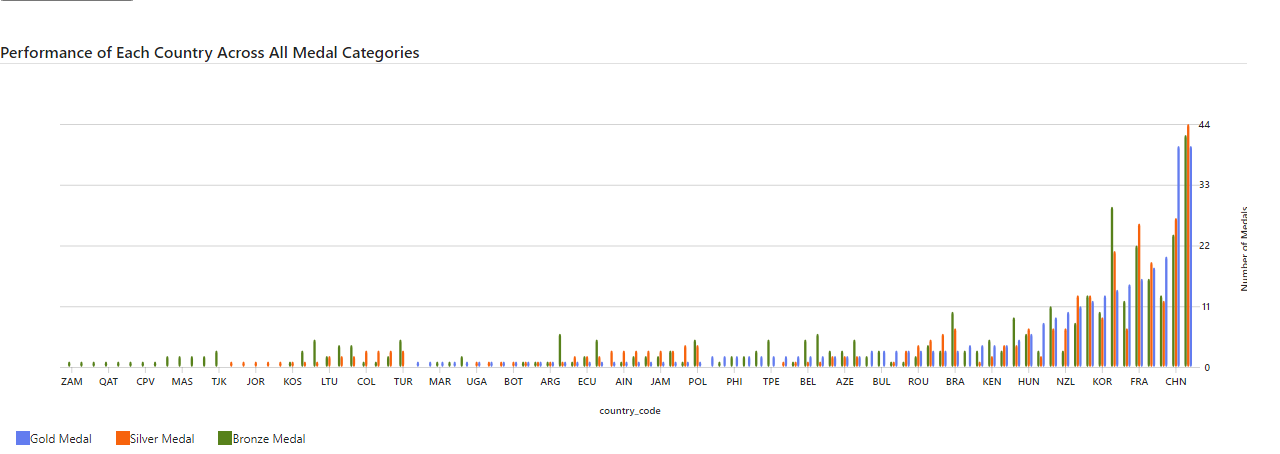 Performance of Each Country Across All Medal Categories
44
33
22
11
0
Number of Medals
ZAM QAT CPV MAS TJK JOR KOS LTU COL TUR MAR UGA BOT ARG ECU AIN JAM POL PHI TPE BEL AZE BUL ROU BRA KEN HUN NZL KOR FRA CHN
country_code
Gold Medal Silver Medal Bronze Medal